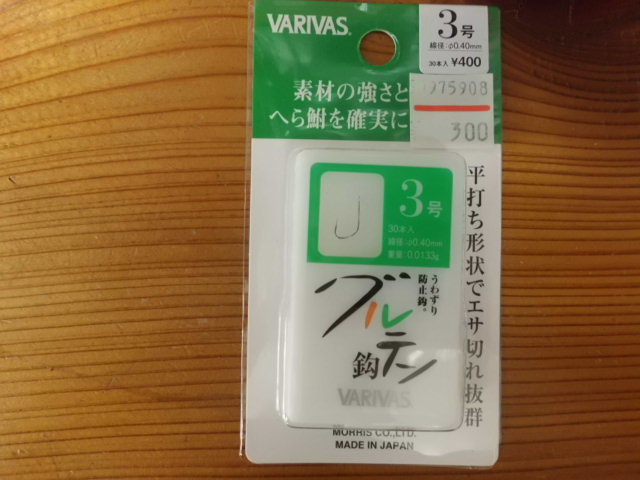 VARIVAS®
3号
線径:φ0.40mm
30本入 ¥400
素材の強さと
へら鮒を確実に
075908
300
3号
30本入
線径:φ0.40mm
重量:0.0133g
うわずり
防止鈎。
グルテン
鈎
VARIVAS®
平打ち形状でエサ切れ抜群
MORRIS CO.,LTD.
MADE IN JAPAN